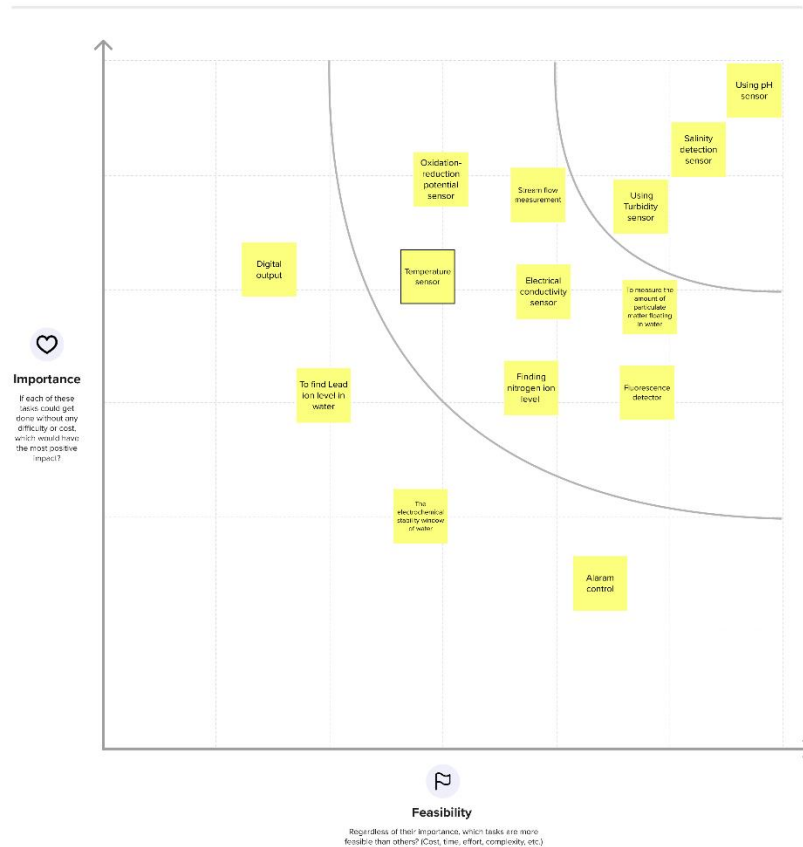 Using pH
sensor
Salinity
detection
sensor
Oxidation-
reduction
potential
sensor
Stream flow
measurement
Using
Turbidity
sensor
Digital
output
Temperature
sensor
Electrical
conductivity
sensor
To measure the
amount of
particulate
matter floating
in water
To find Lead
ion level in
water
Finding
nitrogen ion
level
Fluorescence
detector
The
electrochemical
stability window
of water
Alaram
control
Importance
If each of these
tasks could get
done without any
difficulty or cost,
which would have
the most positive
impact?
Feasibility
Regardless of their importance, which tasks are more
feasible than others? (Cost, time, effort, complexity, etc.)